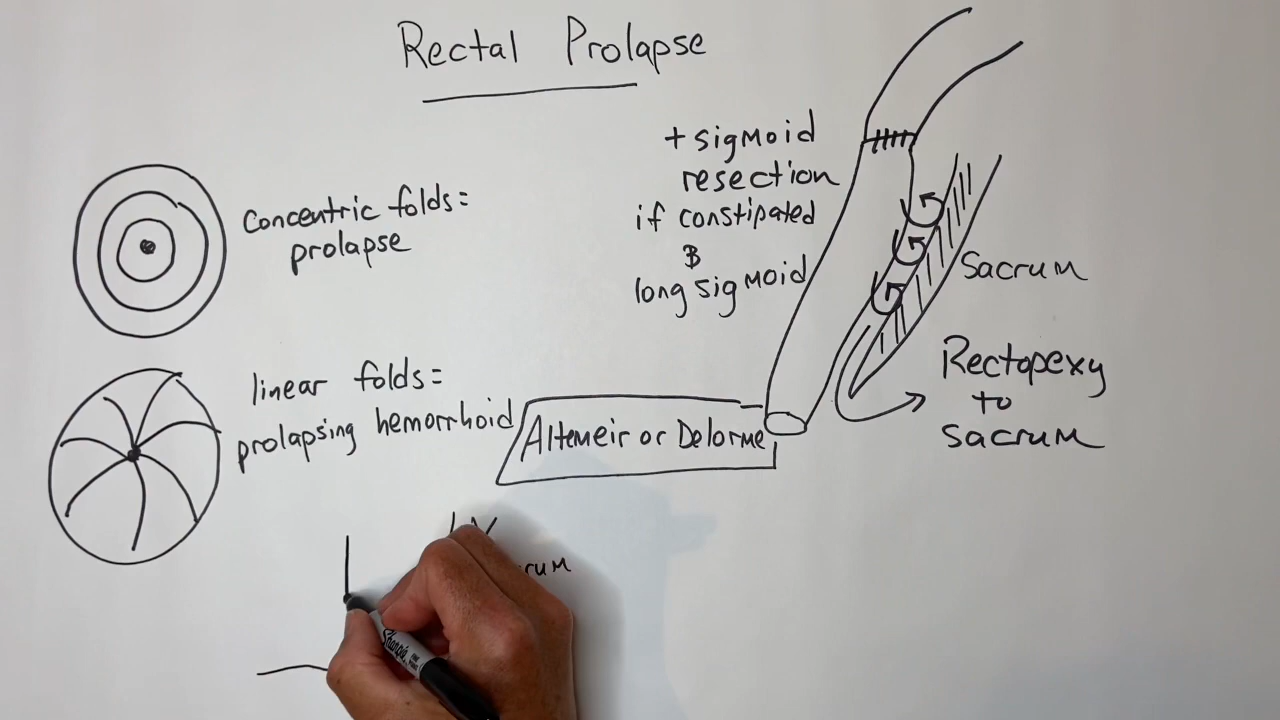 Rectal Prolapse
+ sigmoid
resection
if constipated
&
long sigmoid
Concentric folds=
prolapse
Sacrum
linear folds=
prolapsing hemorrhoid
Rectopexy
to
sacrum
Altemeir or Delorme
Sharpie